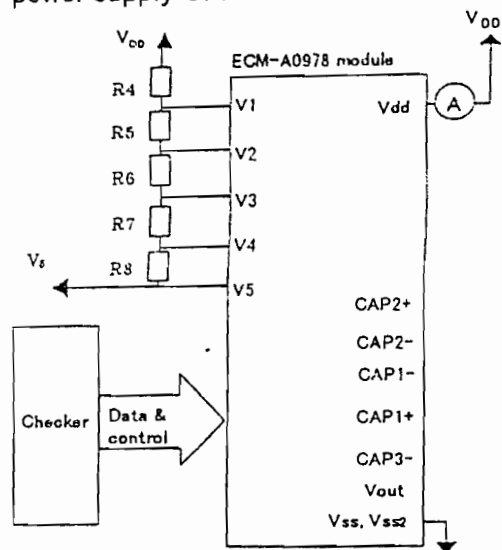 power supply
VDD
VDD
ECM-A0978 module
R4
V1
Vdd
A
R5
V2
R6
V3
R7
V4
V5
R8
V5
CAP2+
CAP2-
CAP1-
Checker
Data &
control
CAP1+
CAP3-
Vout
Vss, Vss2